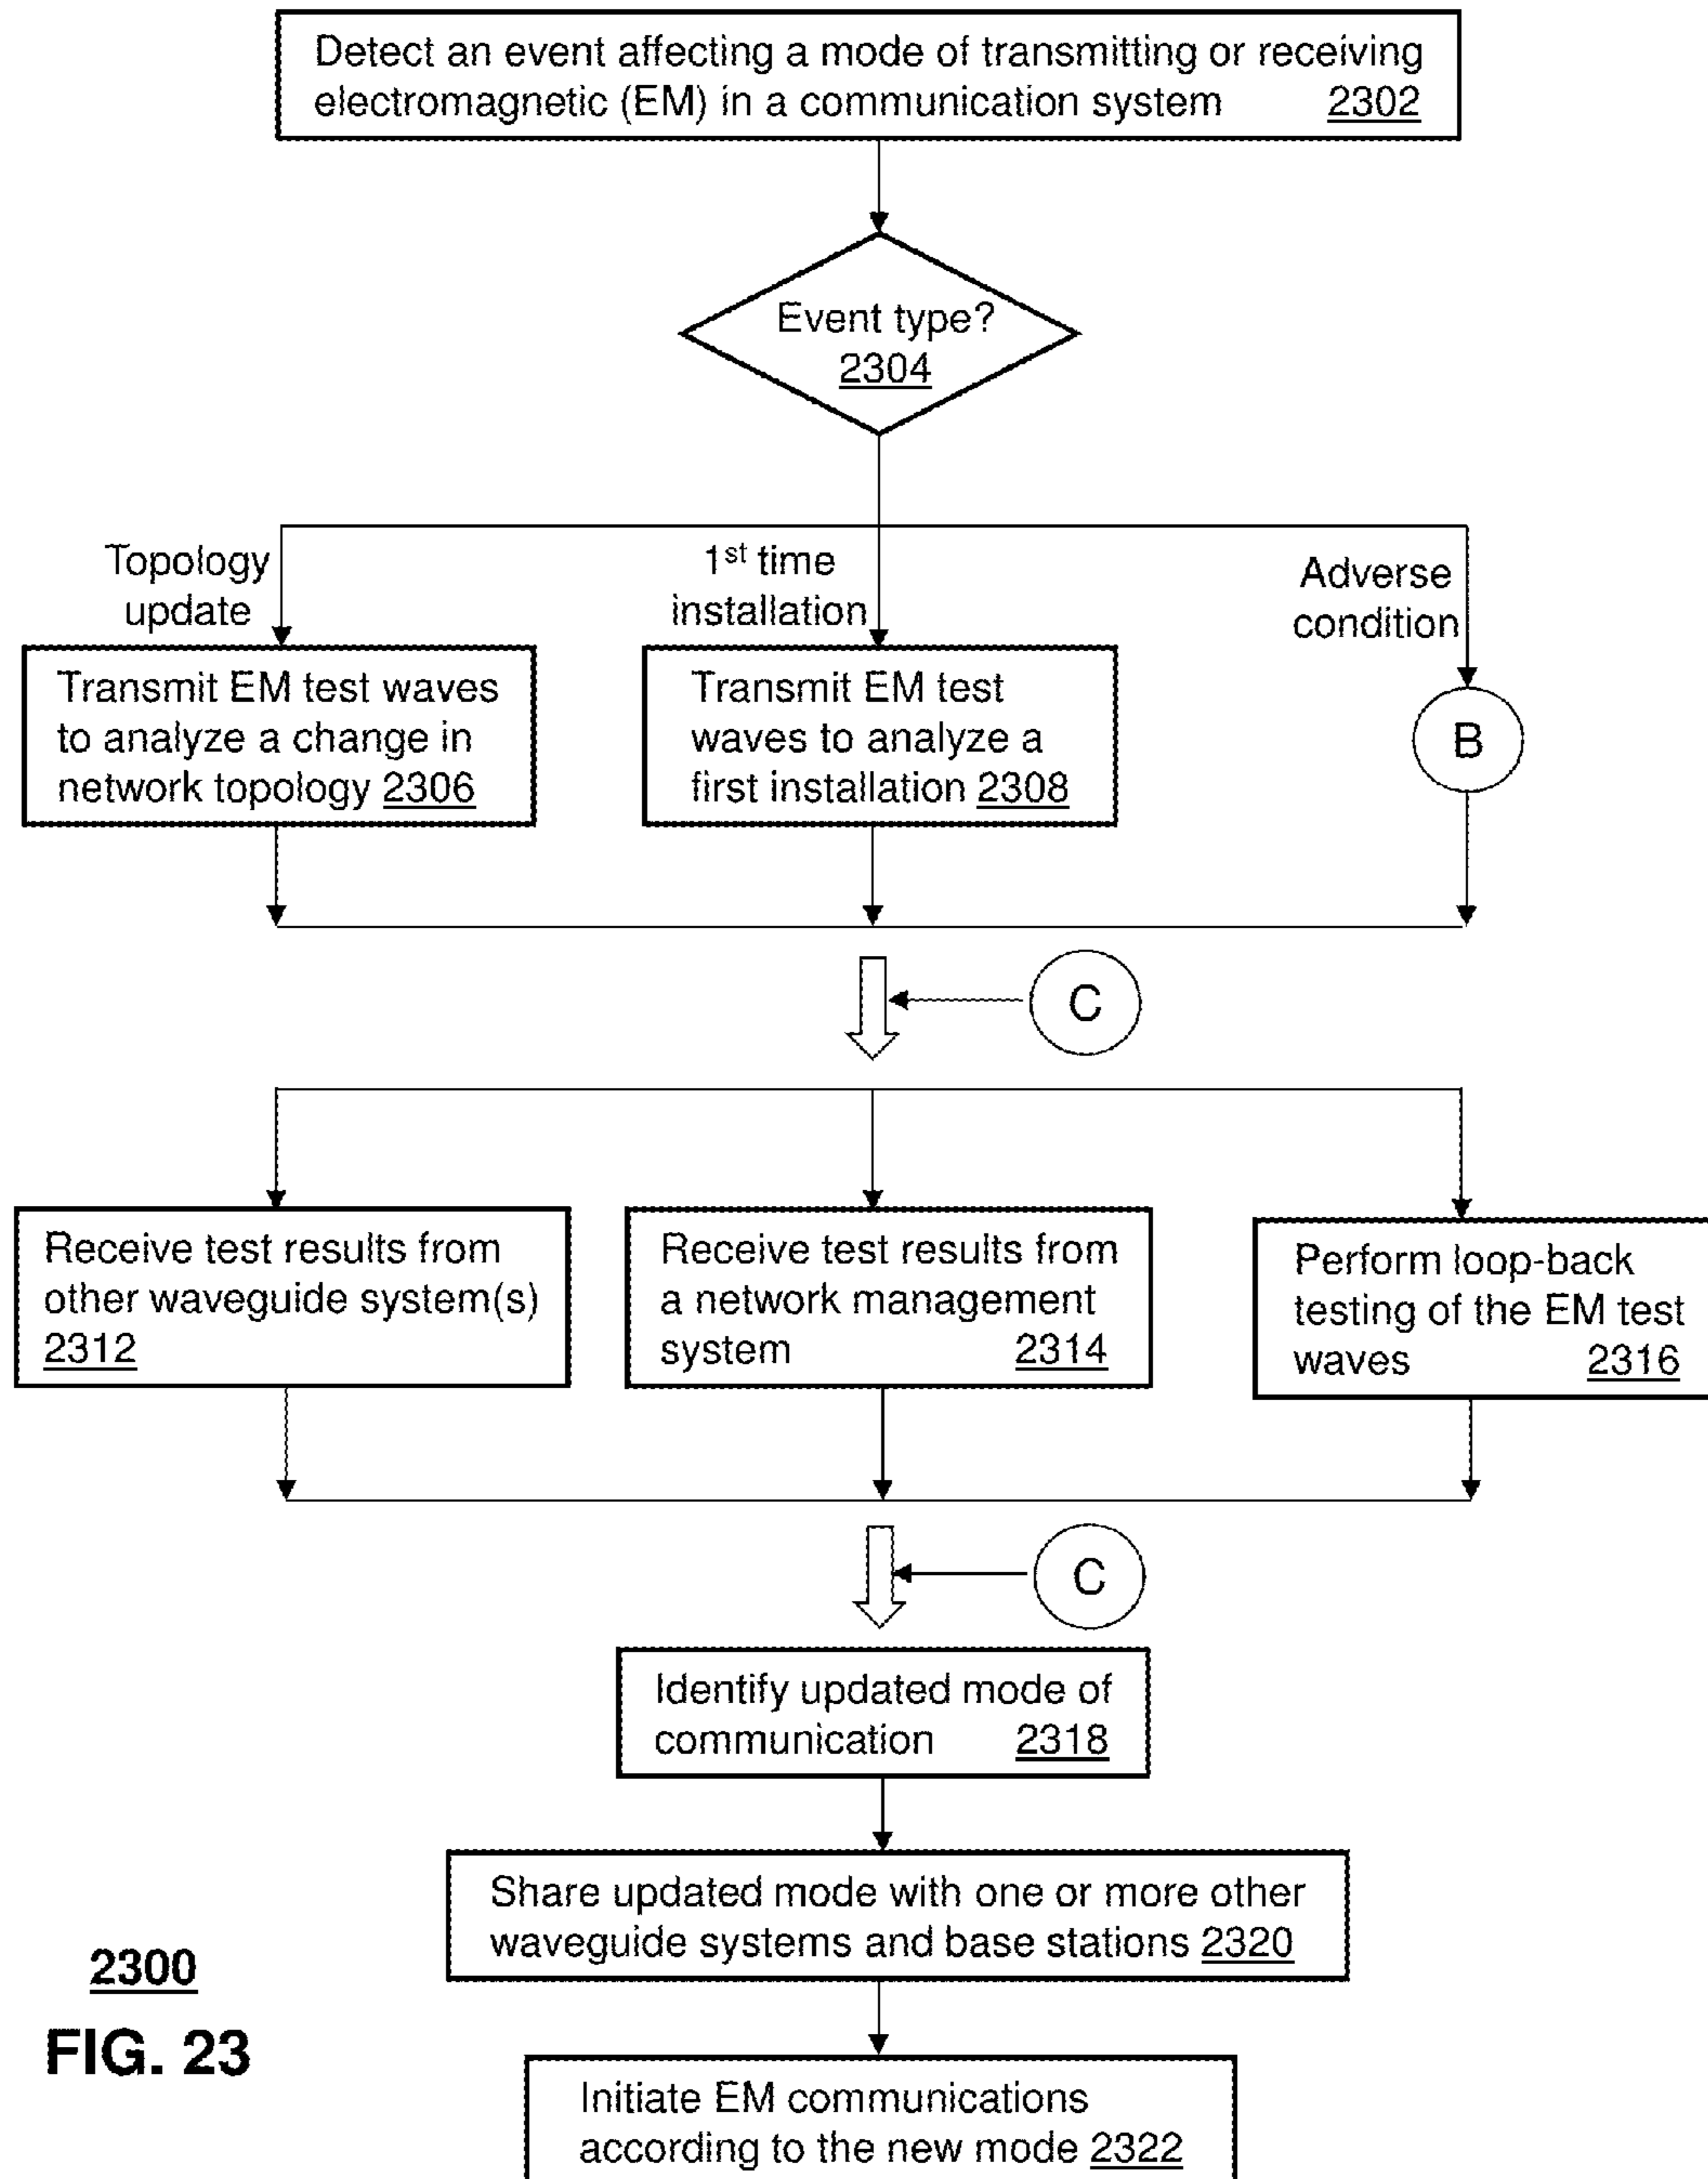 Detect an event affecting a mode of transmitting or receiving
electromagnetic (EM) in a communication system 2302
Event type?
2304
Topology
update
1st time
installation
Adverse
condition
Transmit EM test waves
to analyze a change in
network topology 2306
Transmit EM test
waves to analyze a
first installation 2308
B
C
Receive test results from
other waveguide system(s)
2312
Receive test results from
a network management
system 2314
Perform loop-back
testing of the EM test
waves 2316
C
Identify updated mode of
communication 2318
Share updated mode with one or more other
waveguide systems and base stations 2320
2300
FIG. 23
Initiate EM communications
according to the new mode 2322